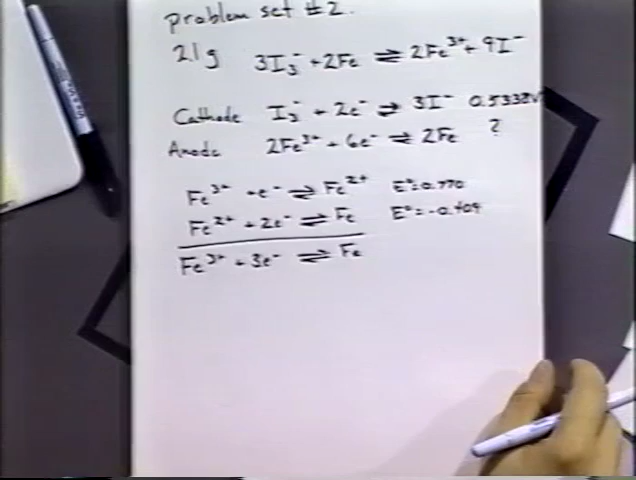 problem set #2.
21g 3I₃⁻ + 2Fe ⇌ 2Fe³⁺ + 9I⁻
Cathode I₃⁻ + 2e⁻ ⇌ 3I⁻ 0.5338V
Anode 2Fe³⁺ + 6e⁻ ⇌ 2Fe ?
Fe³⁺ + e⁻ ⇌ Fe²⁺ E°=0.770
Fe²⁺ + 2e⁻ ⇌ Fe E°=-0.409
Fe³⁺ + 3e⁻ ⇌ Fe